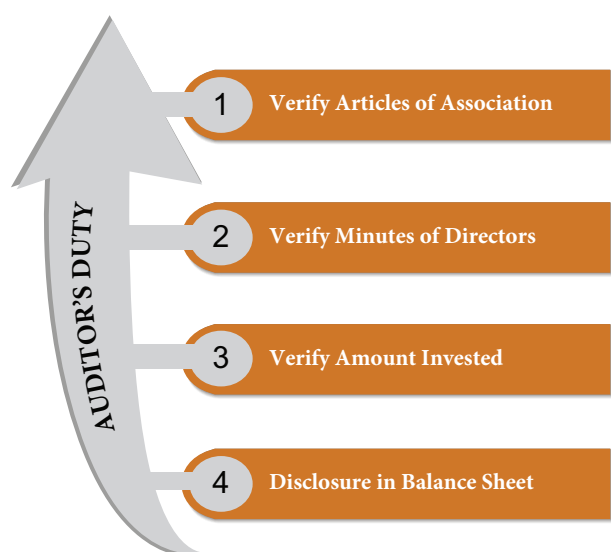 AUDITOR'S DUTY
1 Verify Articles of Association
2 Verify Minutes of Directors
3 Verify Amount Invested
4 Disclosure in Balance Sheet